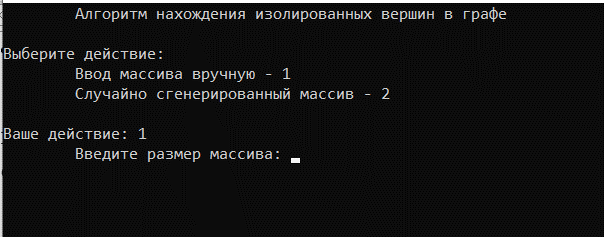 Алгоритм нахождения изолированных вершин в графе
Выберите действие:
Ввод массива вручную - 1
Случайно сгенерированный массив - 2
Ваше действие: 1
Введите размер массива: